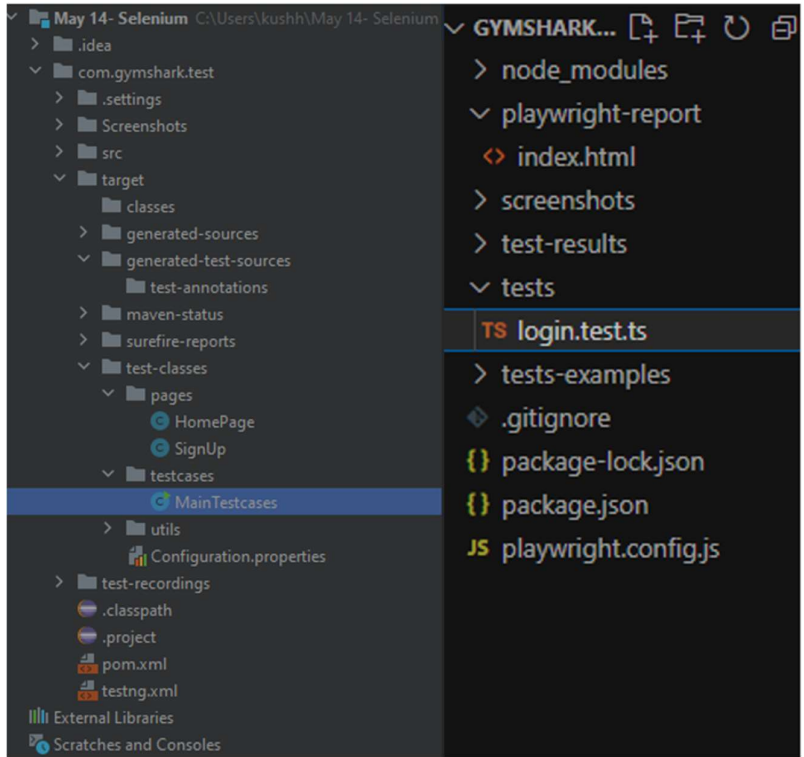 May 14- Selenium C:\Users\kushh\May 14- Selenium
.idea
com.gymshark.test
.settings
Screenshots
src
target
classes
generated-sources
generated-test-sources
test-annotations
maven-status
surefire-reports
test-classes
pages
HomePage
SignUp
testcases
MainTestcases
utils
Configuration.properties
test-recordings
.classpath
.project
pom.xml
testng.xml
External Libraries
Scratches and Consoles
GYMSHARK...
node_modules
playwright-report
index.html
screenshots
test-results
tests
TS login.test.ts
tests-examples
.gitignore
{} package-lock.json
{} package.json
JS playwright.config.js